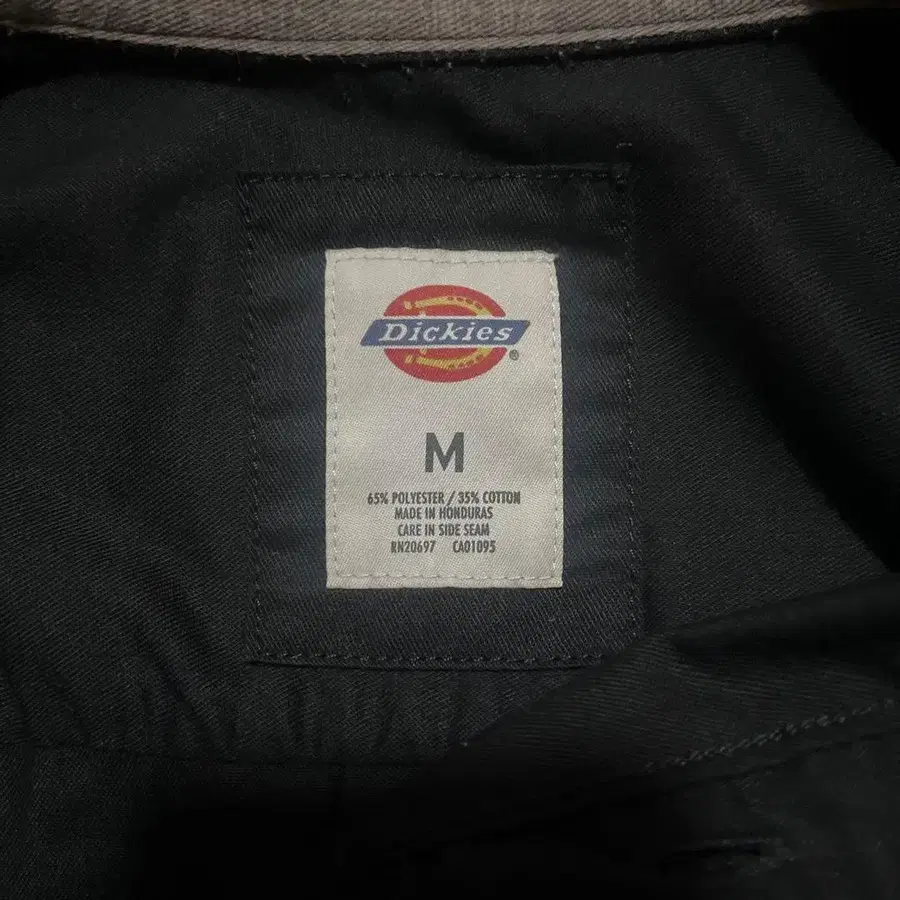 Dickies®
M
65% POLYESTER / 35% COTTON
MADE IN HONDURAS
CARE IN SIDE SEAM
RN20697 CA01095